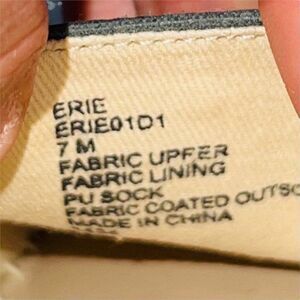 ERIE
ERIE01D1
7 M
FABRIC UPPER
FABRIC LINING
PU SOCK
FABRIC COATED OUTSO
MADE IN CHINA